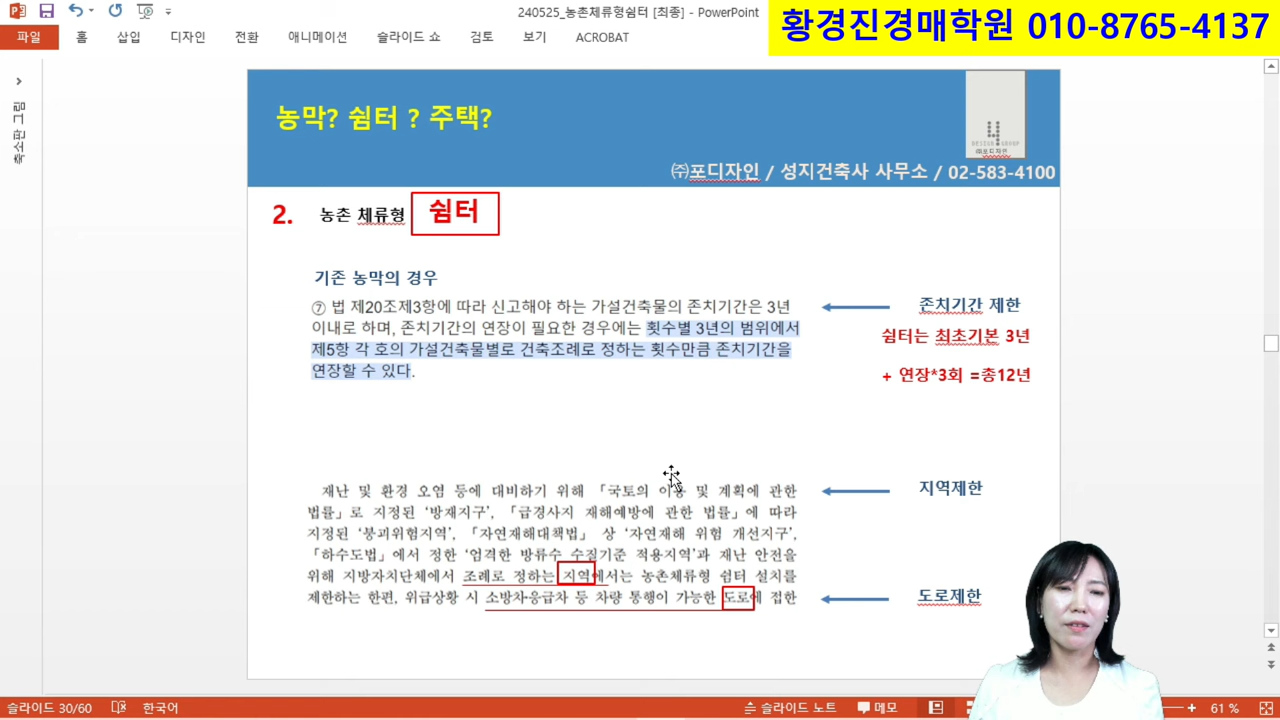 240525_농촌체류형쉼터 [최종] - PowerPoint
황경진경매학원 010-8765-4137
파일 홈 삽입 디자인 전환 애니메이션 슬라이드 쇼 검토 보기 ACROBAT
축소판 그림
농막? 쉼터 ? 주택?
DESIGN GROUP
㈜포디자인
㈜포디자인 / 성지건축사 사무소 / 02-583-4100
2. 농촌 체류형 쉼터
기존 농막의 경우
⑦ 법 제20조제3항에 따라 신고해야 하는 가설건축물의 존치기간은 3년
이내로 하며, 존치기간의 연장이 필요한 경우에는 횟수별 3년의 범위에서
제5항 각 호의 가설건축물별로 건축조례로 정하는 횟수만큼 존치기간을
연장할 수 있다.
존치기간 제한
쉼터는 최초기본 3년
+ 연장*3회 =총12년
재난 및 환경 오염 등에 대비하기 위해 「국토의 이용 및 계획에 관한
법률」로 지정된 ‘방재지구’, 「급경사지 재해예방에 관한 법률」에 따라
지정된 ‘붕괴위험지역’, 「자연재해대책법」 상 ‘자연재해 위험 개선지구’,
「하수도법」에서 정한 ‘엄격한 방류수 수질기준 적용지역’과 재난 안전을
위해 지방자치단체에서 조례로 정하는 지역에서는 농촌체류형 쉼터 설치를
제한하는 한편, 위급상황 시 소방차·응급차 등 차량 통행이 가능한 도로에 접한
지역제한
도로제한
슬라이드 30/60 한국어 슬라이드 노트 메모 61 %